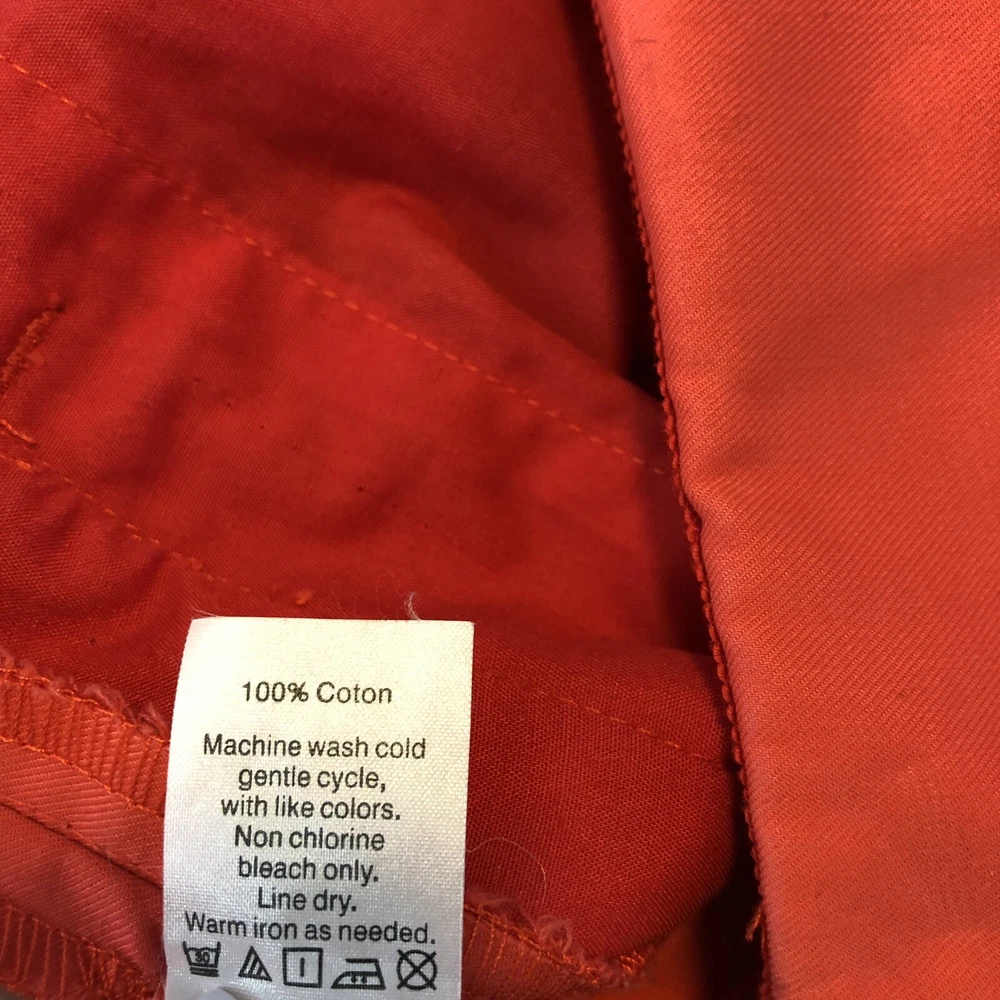 100% Coton
Machine wash cold
gentle cycle,
with like colors.
Non chlorine
bleach only.
Line dry.
Warm iron as needed.
30